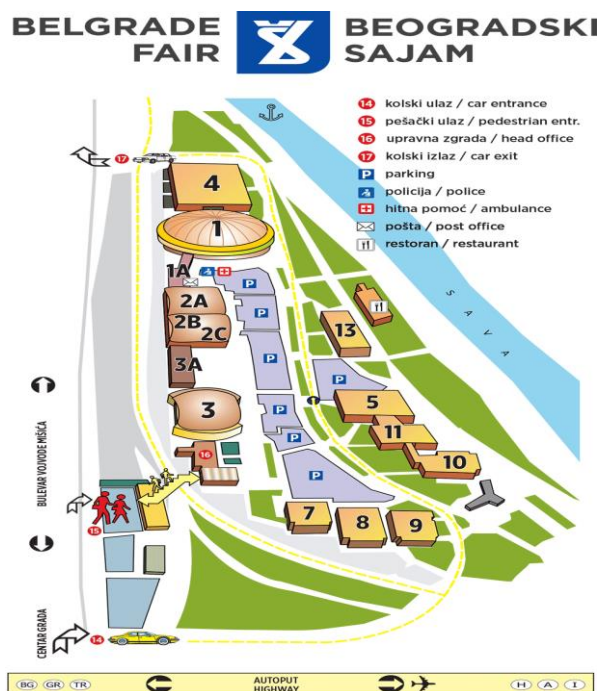 BELGRADE FAIR
BEOGRADSKI SAJAM
14 kolski ulaz / car entrance
15 pešački ulaz / pedestrian entr.
16 upravna zgrada / head office
17 kolski izlaz / car exit
P parking
policija / police
hitna pomoć / ambulance
pošta / post office
restoran / restaurant
17
4
1
1A
2A
2B
2C
3A
3
P
P
P
P
P
P
P
13
5
11
10
7
8
9
16
15
14
SAVA
BULEVAR VOJVODE MIŠIĆA
CENTAR GRADA
BG GR TR
AUTOPUT
HIGHWAY
H A I